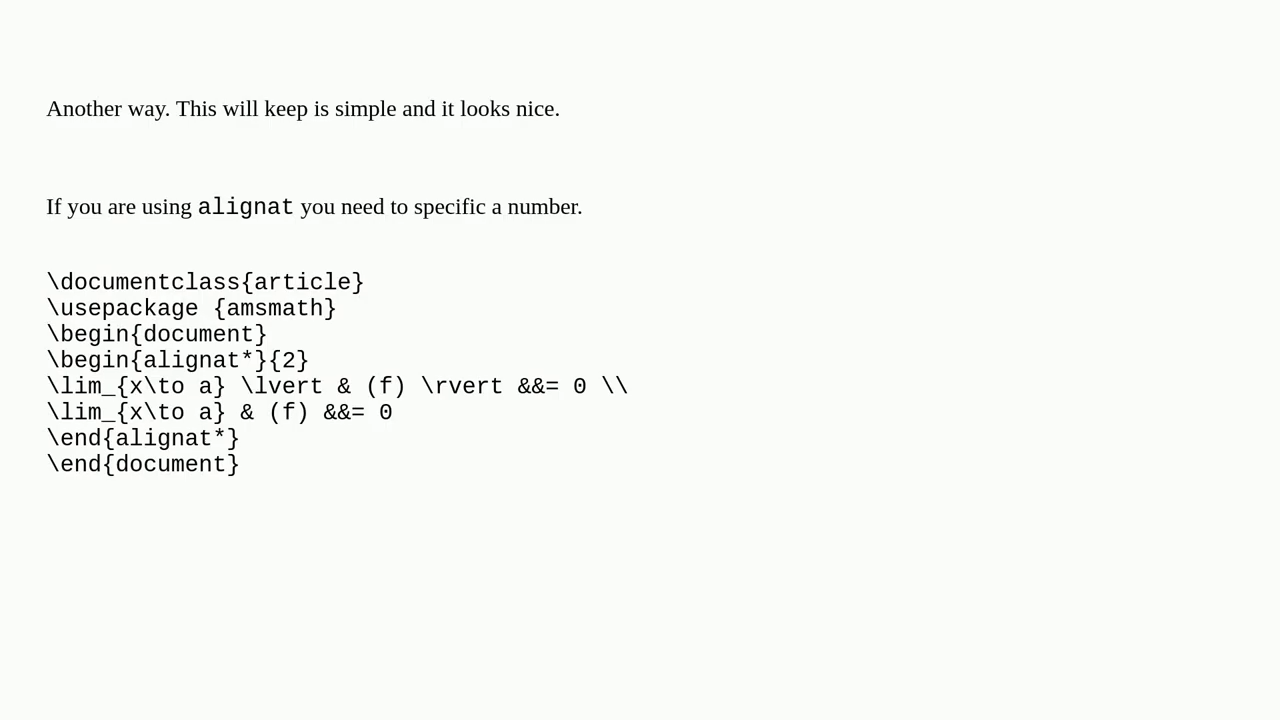 Another way. This will keep is simple and it looks nice.
If you are using alignat you need to specific a number.
\documentclass{article}
\usepackage {amsmath}
\begin{document}
\begin{alignat*}{2}
\lim_{x\to a} \lvert & (f) \rvert &&= 0 \\
\lim_{x\to a} & (f) &&= 0
\end{alignat*}
\end{document}